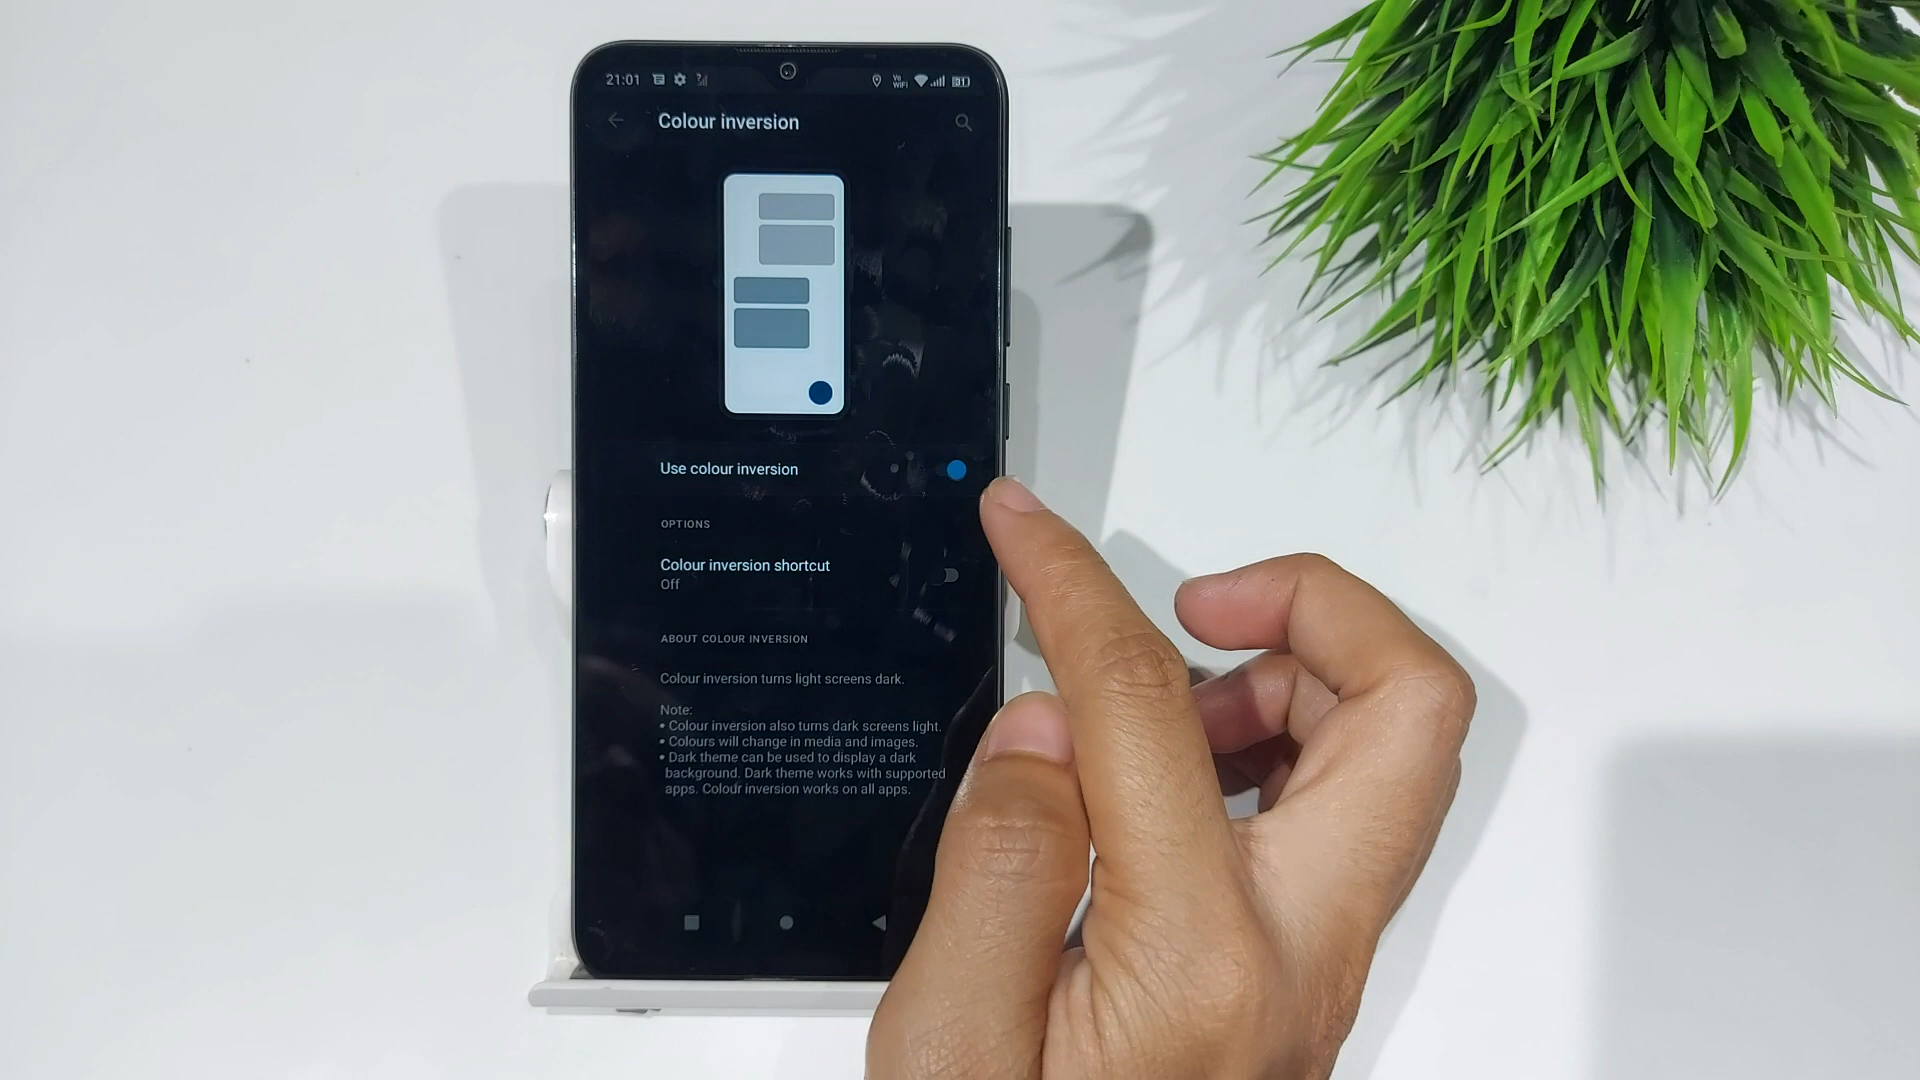 21:01
Vo
WiFi
31
Colour inversion
Use colour inversion
OPTIONS
Colour inversion shortcut
Off
ABOUT COLOUR INVERSION
Colour inversion turns light screens dark.
Note:
• Colour inversion also turns dark screens light.
• Colours will change in media and images.
• Dark theme can be used to display a dark
background. Dark theme works with supported
apps. Colour inversion works on all apps.